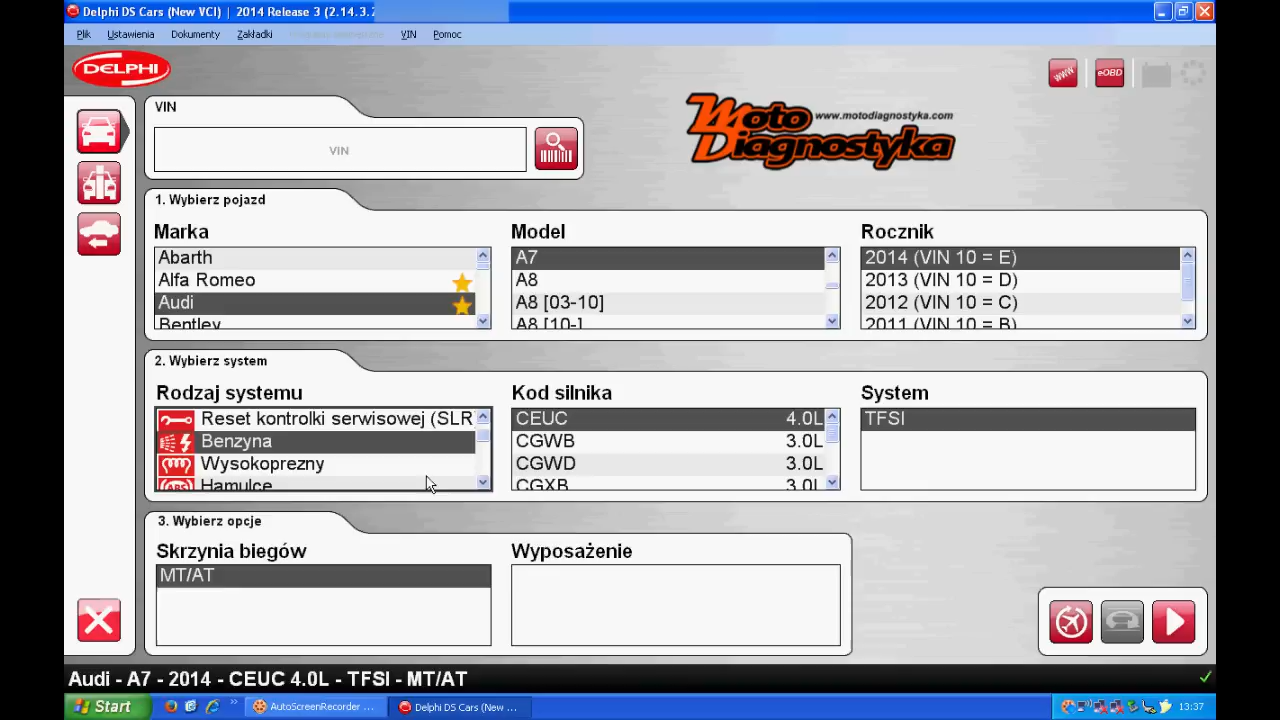 Delphi DS Cars (New VCI) | 2014 Release 3 (2.14.3.
Plik Ustawienia Dokumenty Zakładki VIN Pomoc
DELPHI
WWW eOBD
Moto www.motodiagnostyka.com
Diagnostyka
VIN
VIN
1. Wybierz pojazd
Marka Model Rocznik
Abarth A7 2014 (VIN 10 = E)
Alfa Romeo A8 2013 (VIN 10 = D)
Audi A8 [03-10] 2012 (VIN 10 = C)
Bentley A8 [10-] 2011 (VIN 10 = B)
2. Wybierz system
Rodzaj systemu Kod silnika System
Reset kontrolki serwisowej (SLR CEUC 4.0L TFSI
Benzyna CGWB 3.0L
Wysokoprezny CGWD 3.0L
ABS Hamulce CGXB 3.0L
3. Wybierz opcje
Skrzynia biegów Wyposażenie
MT/AT
Audi - A7 - 2014 - CEUC 4.0L - TFSI - MT/AT
Start AutoScreenRecorder ... Delphi DS Cars (New ... 13:37